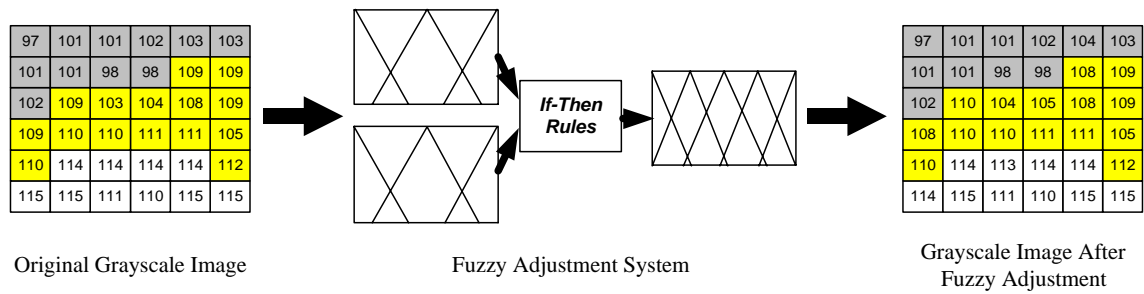 97 101 101 102 103 103
101 101 98 98 109 109
102 109 103 104 108 109
109 110 110 111 111 105
110 114 114 114 114 112
115 115 111 110 115 115
Original Grayscale Image
If-Then
Rules
Fuzzy Adjustment System
97 101 101 102 104 103
101 101 98 98 108 109
102 110 104 105 108 109
108 110 110 111 111 105
110 114 113 114 114 112
114 115 111 110 115 115
Grayscale Image After
Fuzzy Adjustment